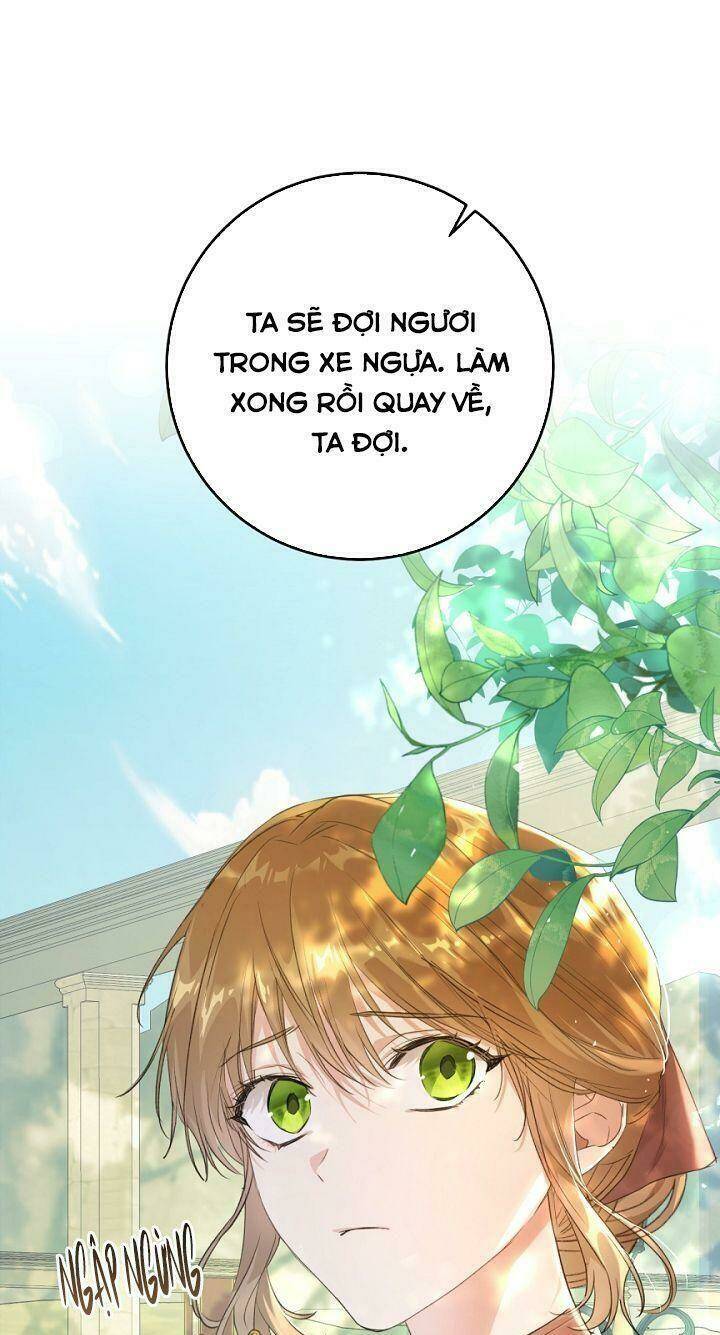 TA SẼ ĐỢI NGƯƠI
TRONG XE NGỰA. LÀM
XONG RỒI QUAY VỀ,
TA ĐỢI.
NGẬP NGỪNG